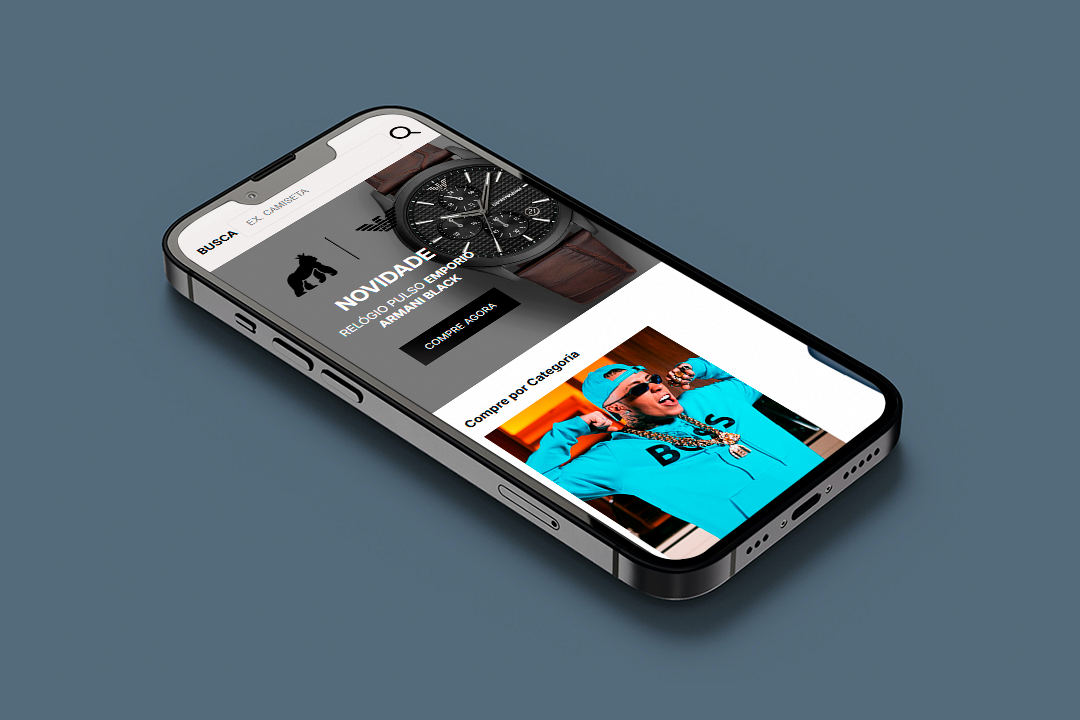 BUSCA EX. CAMISETA
NOVIDADE
RELÓGIO PULSO EMPORIO
ARMANI BLACK
COMPRE AGORA
Compre por Categoria
BOSS